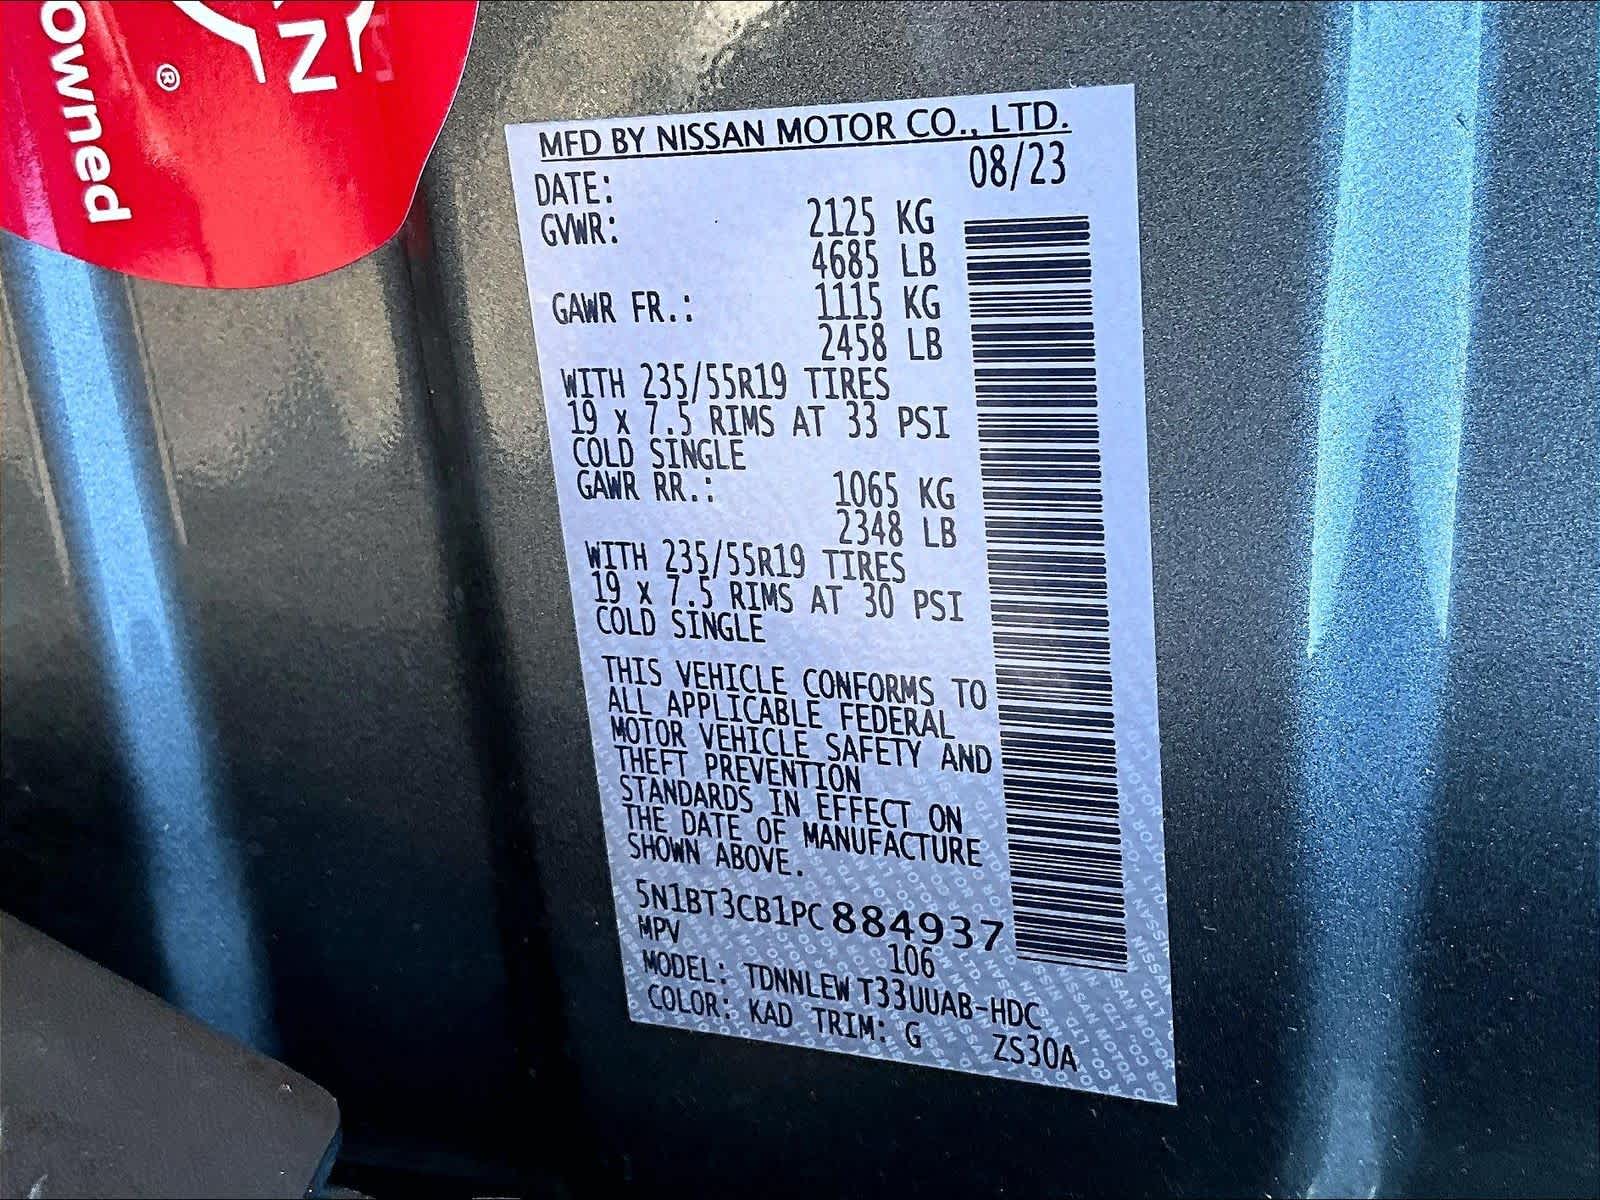 N
®
owned
MFD BY NISSAN MOTOR CO., LTD.
DATE: 08/23
GVWR: 2125 KG
4685 LB
GAWR FR.: 1115 KG
2458 LB
WITH 235/55R19 TIRES
19 x 7.5 RIMS AT 33 PSI
COLD SINGLE
GAWR RR.: 1065 KG
2348 LB
WITH 235/55R19 TIRES
19 x 7.5 RIMS AT 30 PSI
COLD SINGLE
THIS VEHICLE CONFORMS TO
ALL APPLICABLE FEDERAL
MOTOR VEHICLE SAFETY AND
THEFT PREVENTION
STANDARDS IN EFFECT ON
THE DATE OF MANUFACTURE
SHOWN ABOVE.
5N1BT3CB1PC884937
MPV 106
MODEL: TDNNLEW T33UUAB-HDC
COLOR: KAD TRIM: G ZS30A